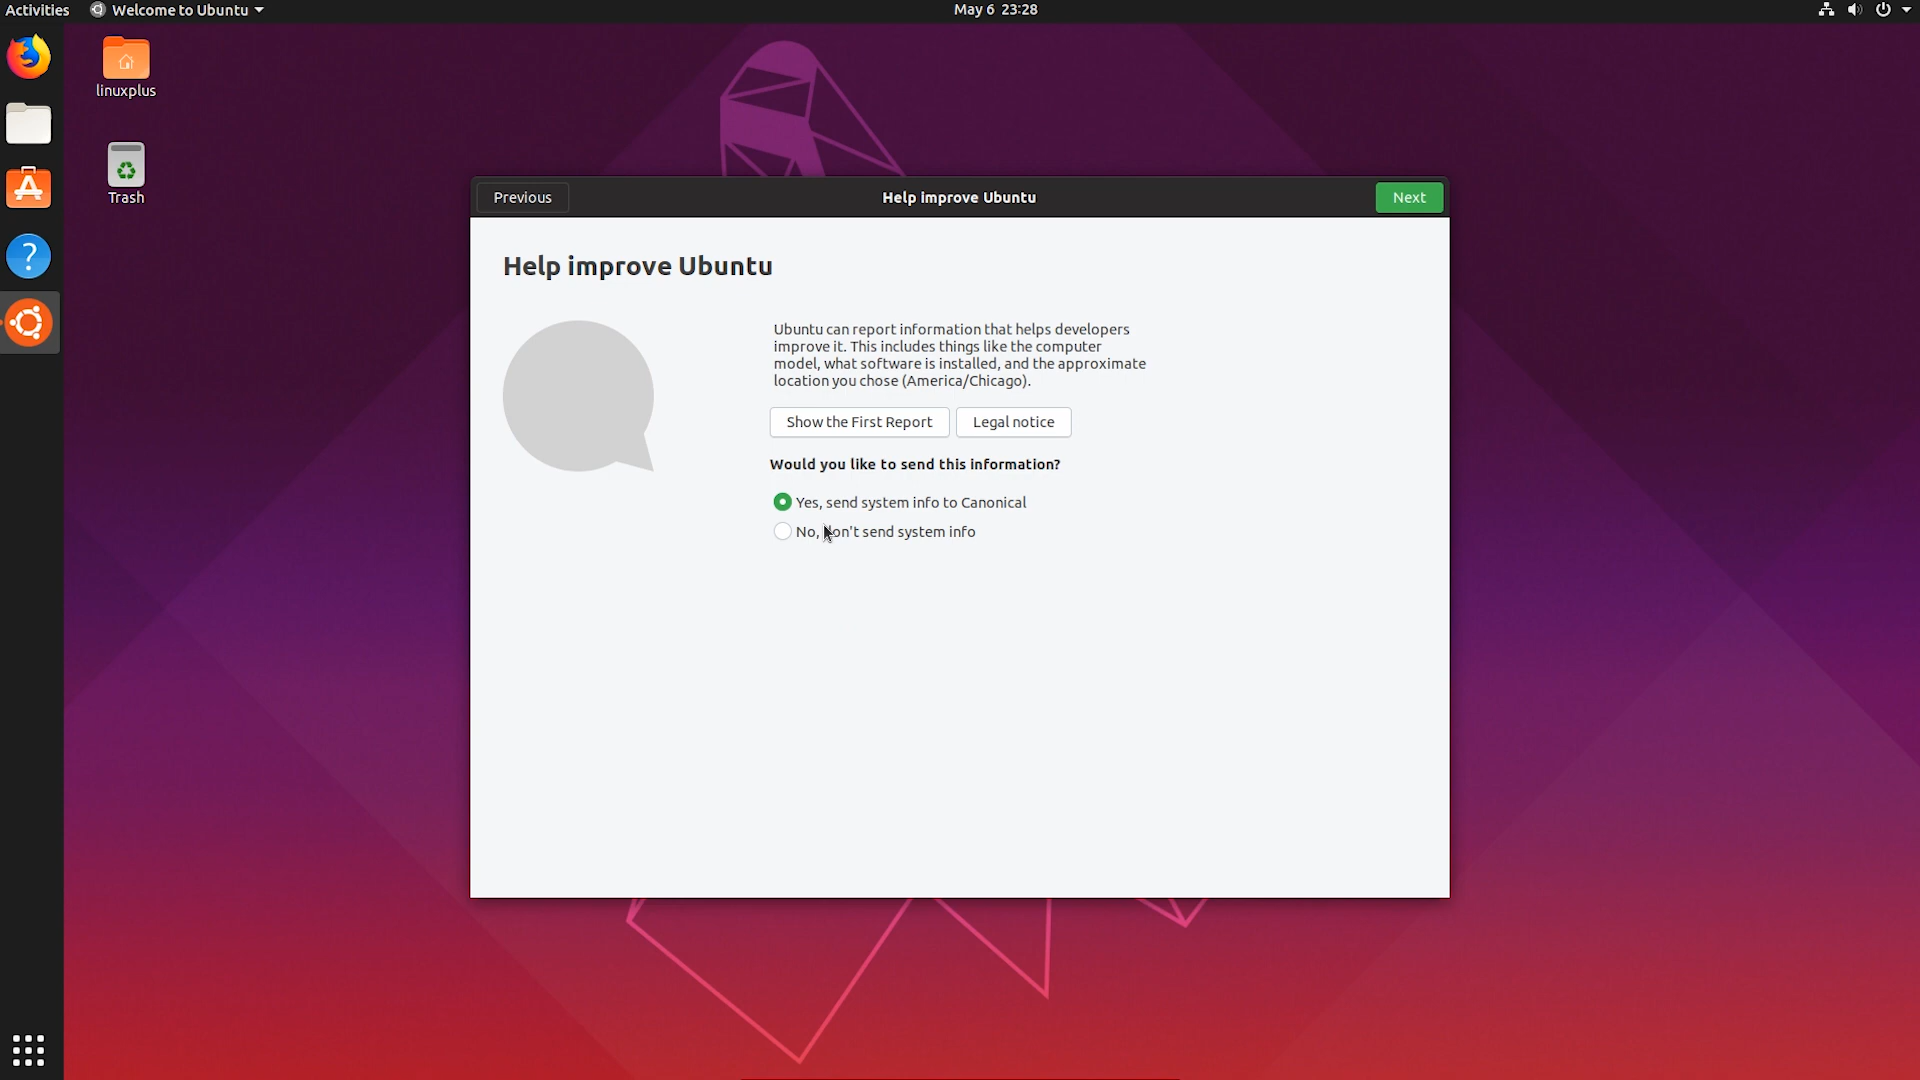 Activities
Welcome to Ubuntu
May 6 23:28
linuxplus
Trash
Previous
Help improve Ubuntu
Next
Help improve Ubuntu
Ubuntu can report information that helps developers
improve it. This includes things like the computer
model, what software is installed, and the approximate
location you chose (America/Chicago).
Show the First Report
Legal notice
Would you like to send this information?
Yes, send system info to Canonical
No, don't send system info